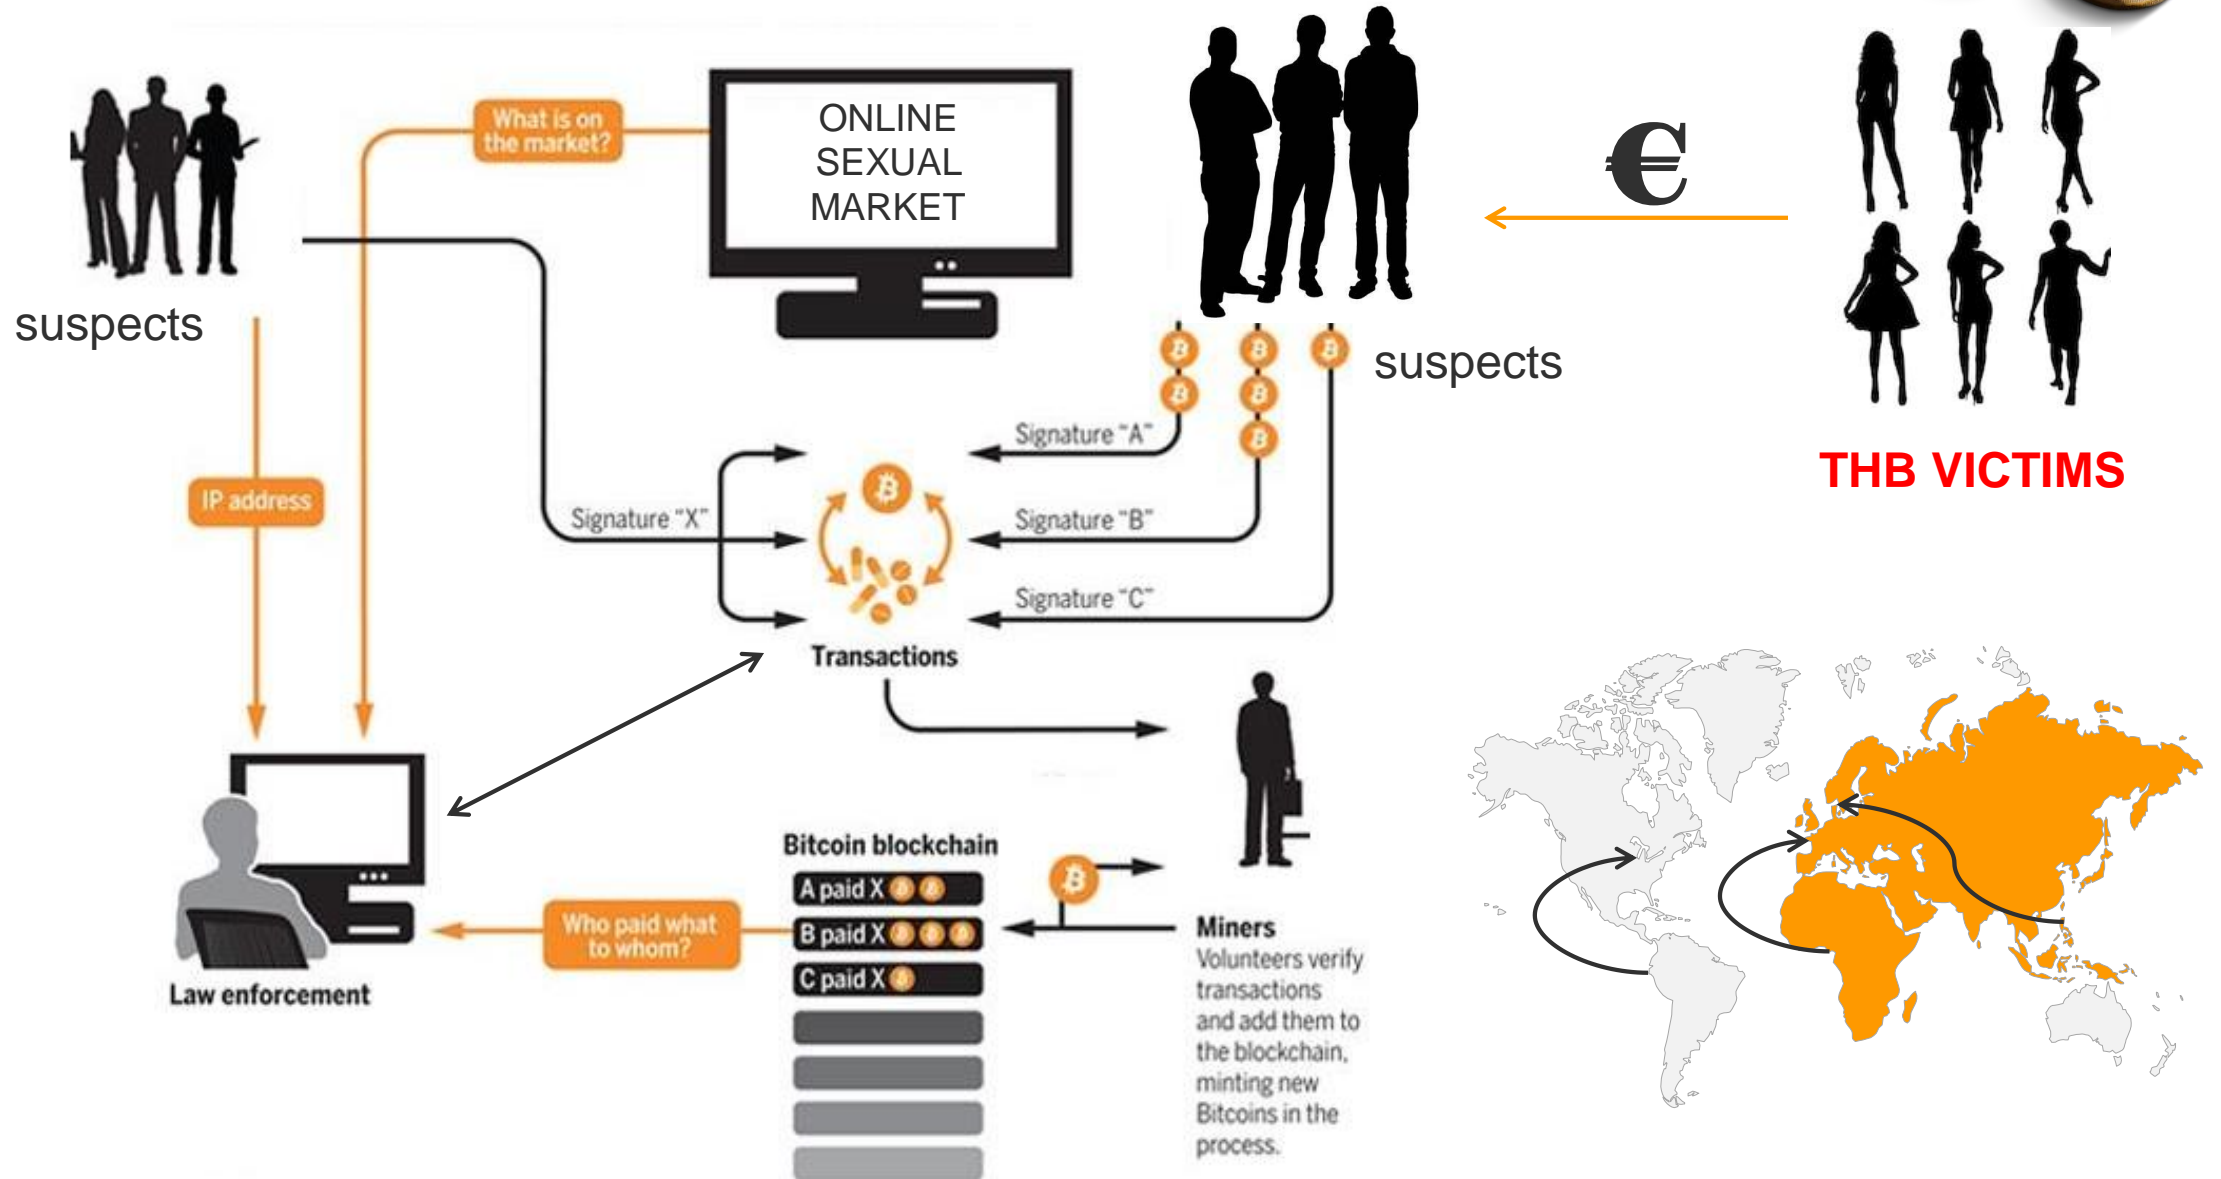 What is on
the market?
ONLINE
SEXUAL
MARKET
€
suspects
suspects
THB VICTIMS
IP address
Signature "X"
Signature "A"
Signature "B"
Signature "C"
Transactions
Law enforcement
Who paid what
to whom?
Bitcoin blockchain
A paid X
B paid X
C paid X
Miners
Volunteers verify
transactions
and add them to
the blockchain,
minting new
Bitcoins in the
process.